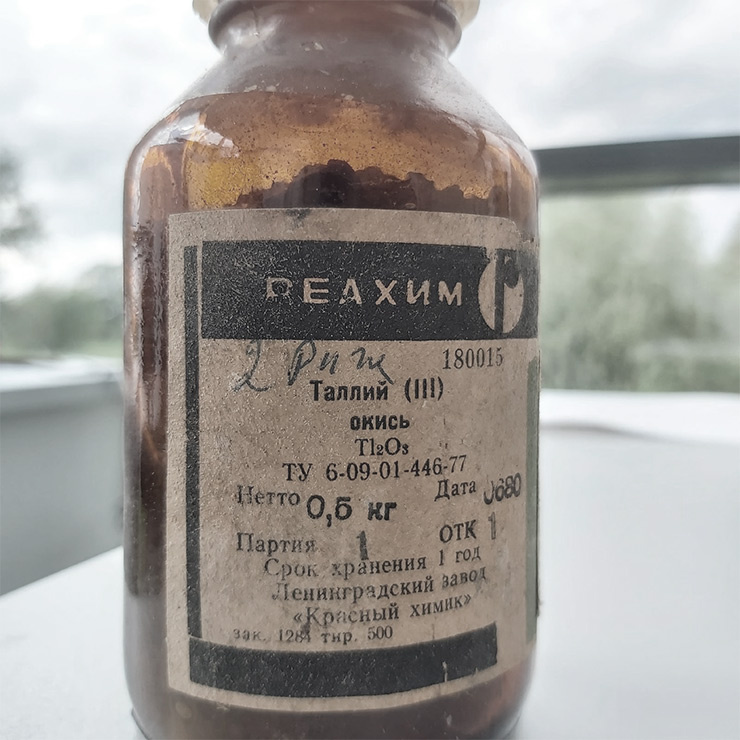 РЕАХИМ
180015
Таллий (III)
окись
Tl₂O₃
ТУ 6-09-01-446-77
Нетто 0,5 кг Дата 0680
Партия 1 ОТК 1
Срок хранения 1 год
Ленинградский завод
«Красный химик»
зак. 1284 тир. 500